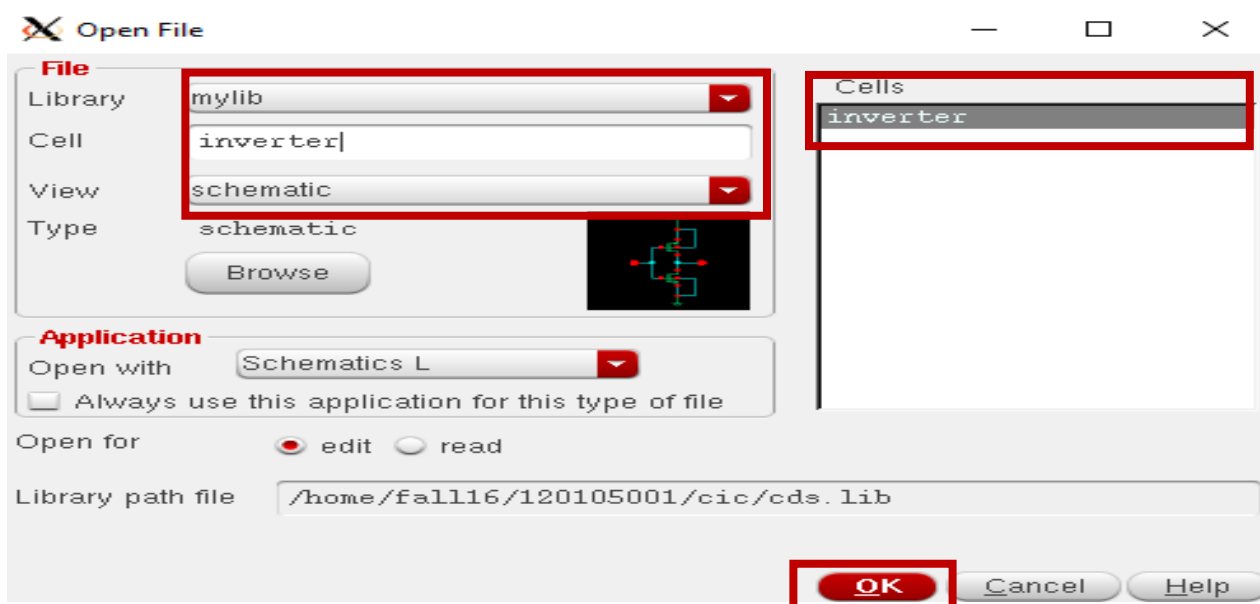 Open File
File
Library mylib
Cell inverter
View schematic
Type schematic
Browse
Cells
inverter
Application
Open with Schematics L
Always use this application for this type of file
Open for edit read
Library path file /home/fall16/120105001/cic/cds.lib
OK Cancel Help